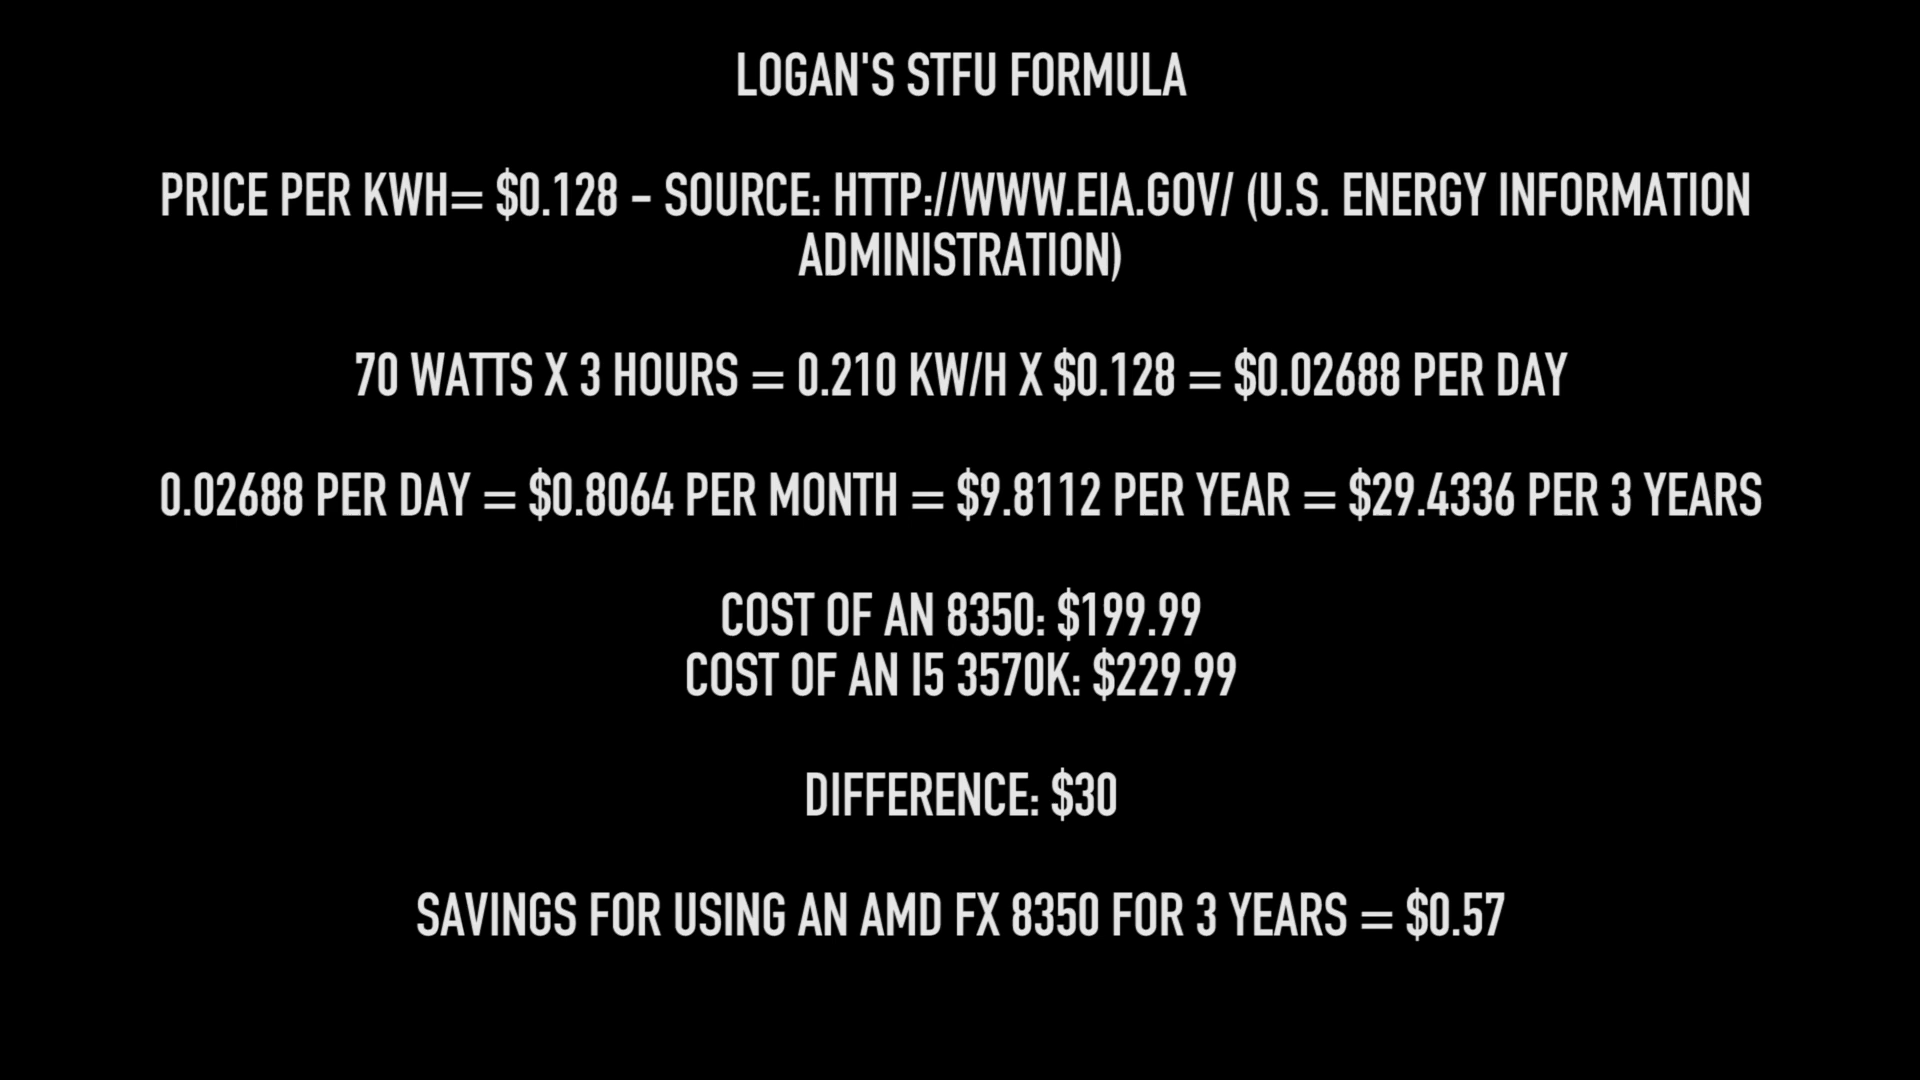 LOGAN'S STFU FORMULA
PRICE PER KWH= $0.128 - SOURCE: HTTP://WWW.EIA.GOV/ (U.S. ENERGY INFORMATION
ADMINISTRATION)
70 WATTS X 3 HOURS = 0.210 KW/H X $0.128 = $0.02688 PER DAY
0.02688 PER DAY = $0.8064 PER MONTH = $9.8112 PER YEAR = $29.4336 PER 3 YEARS
COST OF AN 8350: $199.99
COST OF AN I5 3570K: $229.99
DIFFERENCE: $30
SAVINGS FOR USING AN AMD FX 8350 FOR 3 YEARS = $0.57